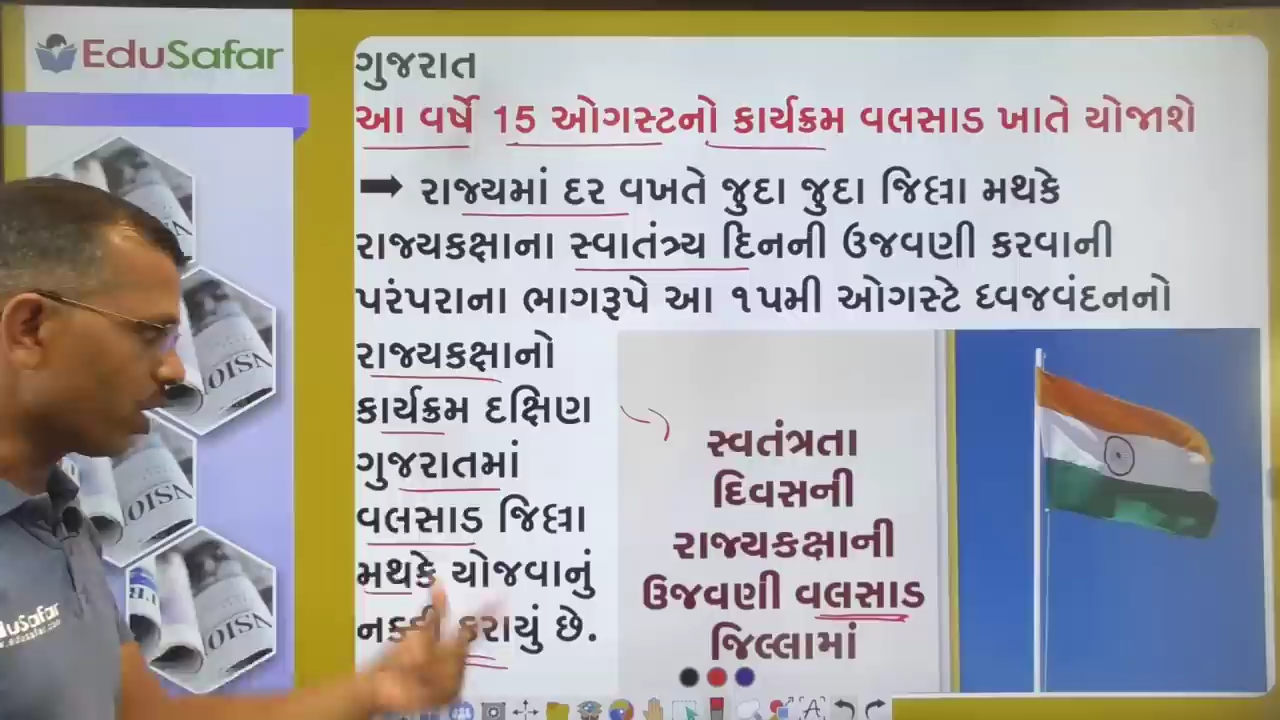 EduSafar
ગુજરાત
આ વર્ષે 15 ઓગસ્ટનો કાર્યક્રમ વલસાડ ખાતે યોજાશે
➡ રાજ્યમાં દર વખતે જુદા જુદા જિલ્લા મથકે
રાજ્યકક્ષાના સ્વાતંત્ર્ય દિનની ઉજવણી કરવાની
પરંપરાના ભાગરૂપે આ ૧૫મી ઓગસ્ટે ધ્વજવંદનનો
રાજ્યકક્ષાનો
કાર્યક્રમ દક્ષિણ
ગુજરાતમાં
વલસાડ જિલ્લા
મથકે યોજવાનું
કરાયું છે.
સ્વતંત્રતા
દિવસની
રાજ્યકક્ષાની
ઉજવણી વલસાડ
જિલ્લામાં